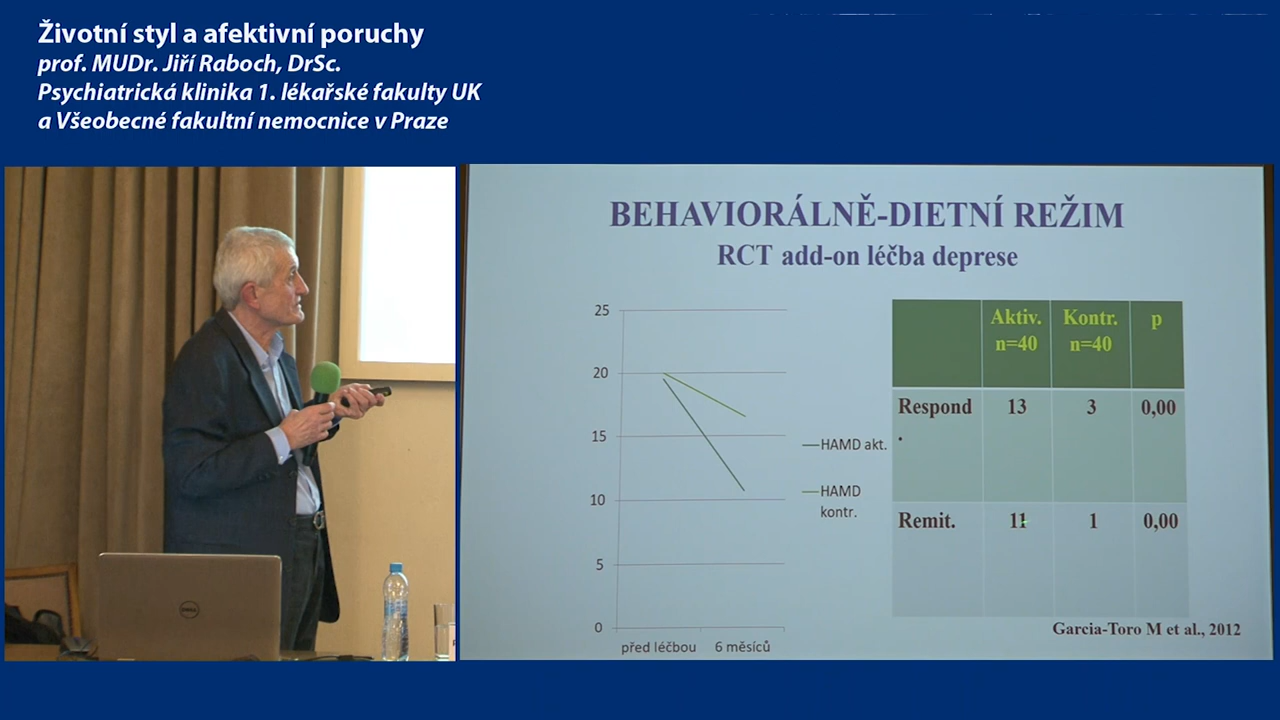 Životní styl a afektivní poruchy
prof. MUDr. Jiří Raboch, DrSc.
Psychiatrická klinika 1. lékařské fakulty UK
a Všeobecné fakultní nemocnice v Praze
BEHAVIORÁLNĚ-DIETNÍ REŽIM
RCT add-on léčba deprese
25
20
15
10
5
0
před léčbou 6 měsíců
HAMD akt.
HAMD
kontr.
Aktiv. Kontr. p
n=40 n=40
Respond 13 3 0,00
.
Remit. 11 1 0,00
Garcia-Toro M et al., 2012
DELL